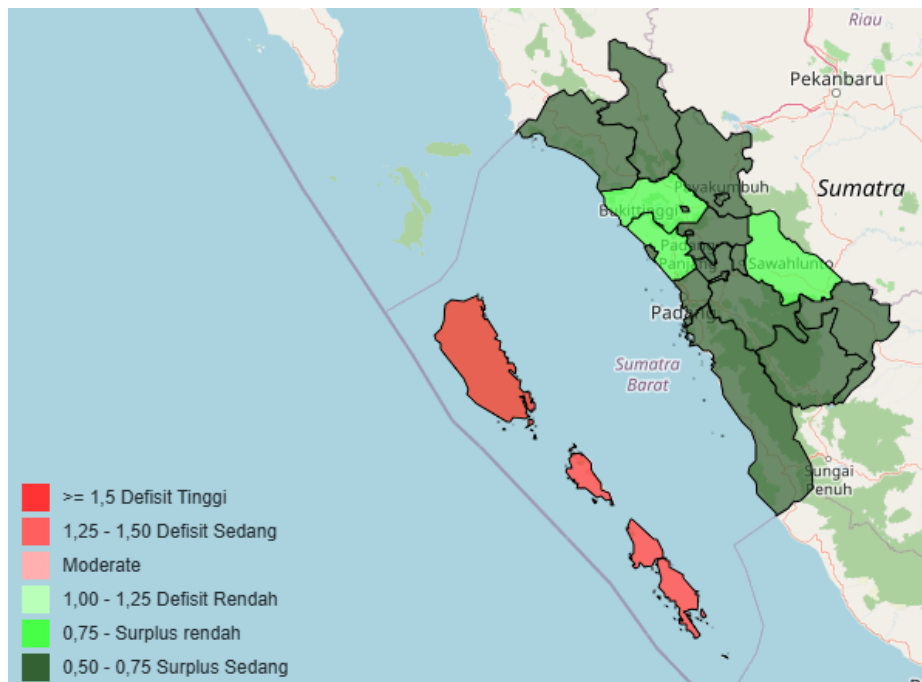 Riau
Pekanbaru
Payakumbuh
Sumatra
Bukittinggi
Padang
Panjang
Sawahlunto
Padang
Sumatra
Barat
Sungai
Penuh
>= 1,5 Defisit Tinggi
1,25 - 1,50 Defisit Sedang
Moderate
1,00 - 1,25 Defisit Rendah
0,75 - Surplus rendah
0,50 - 0,75 Surplus Sedang